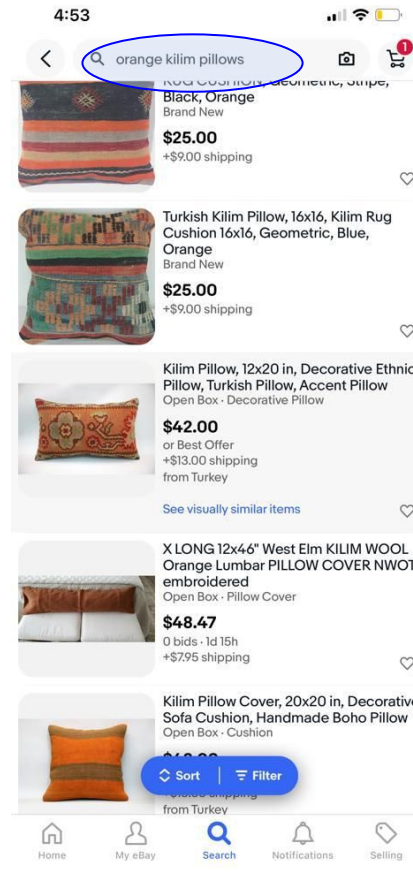 4:53
1
orange kilim pillows
RUG CUSHION, Geometric, Stripe,
Black, Orange
Brand New
$25.00
+$9.00 shipping
Turkish Kilim Pillow, 16x16, Kilim Rug
Cushion 16x16, Geometric, Blue,
Orange
Brand New
$25.00
+$9.00 shipping
Kilim Pillow, 12x20 in, Decorative Ethnic
Pillow, Turkish Pillow, Accent Pillow
Open Box · Decorative Pillow
$42.00
or Best Offer
+$13.00 shipping
from Turkey
See visually similar items
X LONG 12x46" West Elm KILIM WOOL
Orange Lumbar PILLOW COVER NWOT
embroidered
Open Box · Pillow Cover
$48.47
0 bids · 1d 15h
+$7.95 shipping
Kilim Pillow Cover, 20x20 in, Decorative
Sofa Cushion, Handmade Boho Pillow
Open Box · Cushion
Sort
Filter
shipping
from Turkey
Home
My eBay
Search
Notifications
Selling